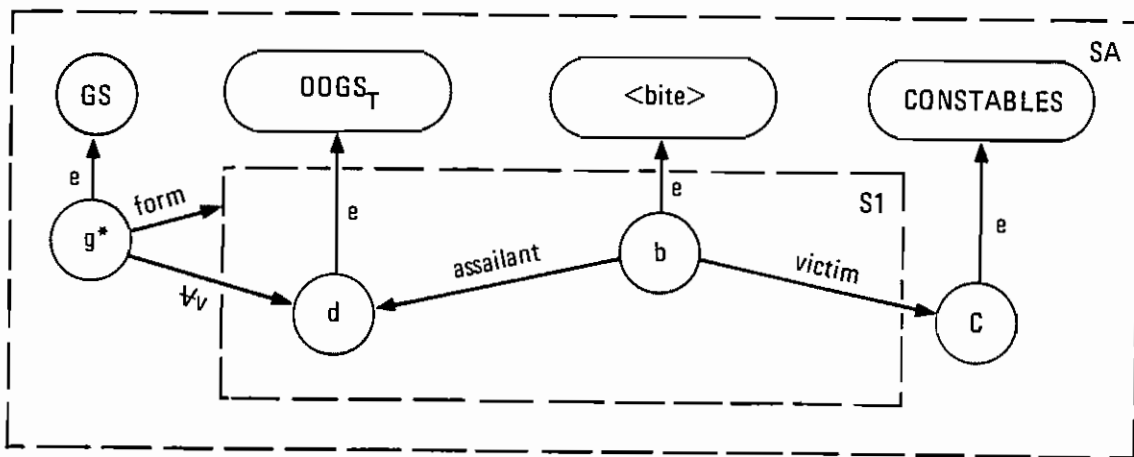 SA
GS
DOGS_T
<bite>
CONSTABLES
e
form
e
e
S1
e
g*
assailant
b
victim
∀v
d
C